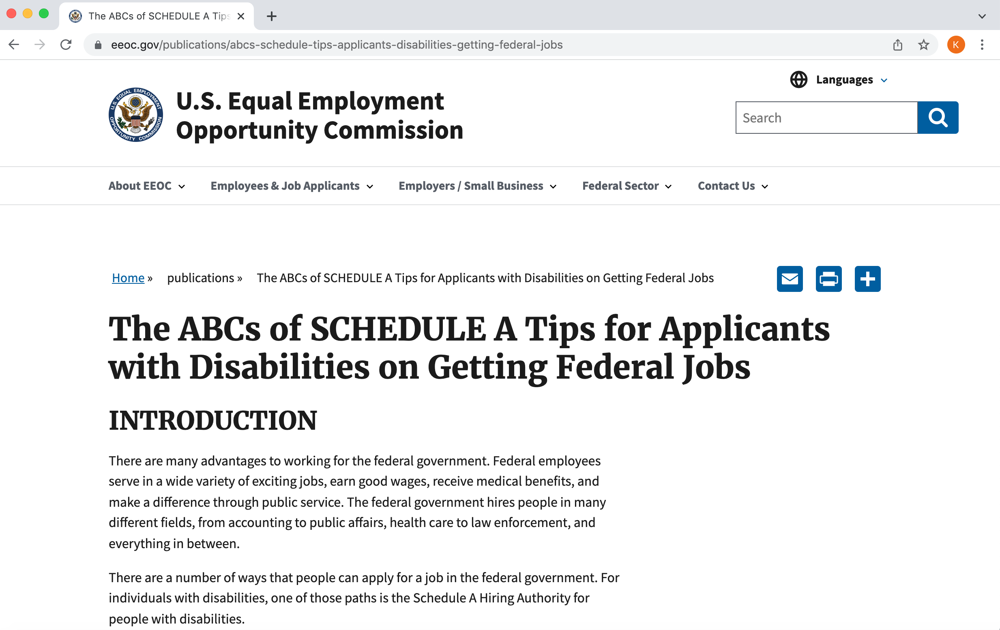 The ABCs of SCHEDULE A Tips
eeoc.gov/publications/abcs-schedule-tips-applicants-disabilities-getting-federal-jobs
K
Languages
U.S. EQUAL EMPLOYMENT OPPORTUNITY COMMISSION
U.S. Equal Employment
Opportunity Commission
Search
About EEOC
Employees & Job Applicants
Employers / Small Business
Federal Sector
Contact Us
Home » publications » The ABCs of SCHEDULE A Tips for Applicants with Disabilities on Getting Federal Jobs
The ABCs of SCHEDULE A Tips for Applicants
with Disabilities on Getting Federal Jobs
INTRODUCTION
There are many advantages to working for the federal government. Federal employees
serve in a wide variety of exciting jobs, earn good wages, receive medical benefits, and
make a difference through public service. The federal government hires people in many
different fields, from accounting to public affairs, health care to law enforcement, and
everything in between.
There are a number of ways that people can apply for a job in the federal government. For
individuals with disabilities, one of those paths is the Schedule A Hiring Authority for
people with disabilities.